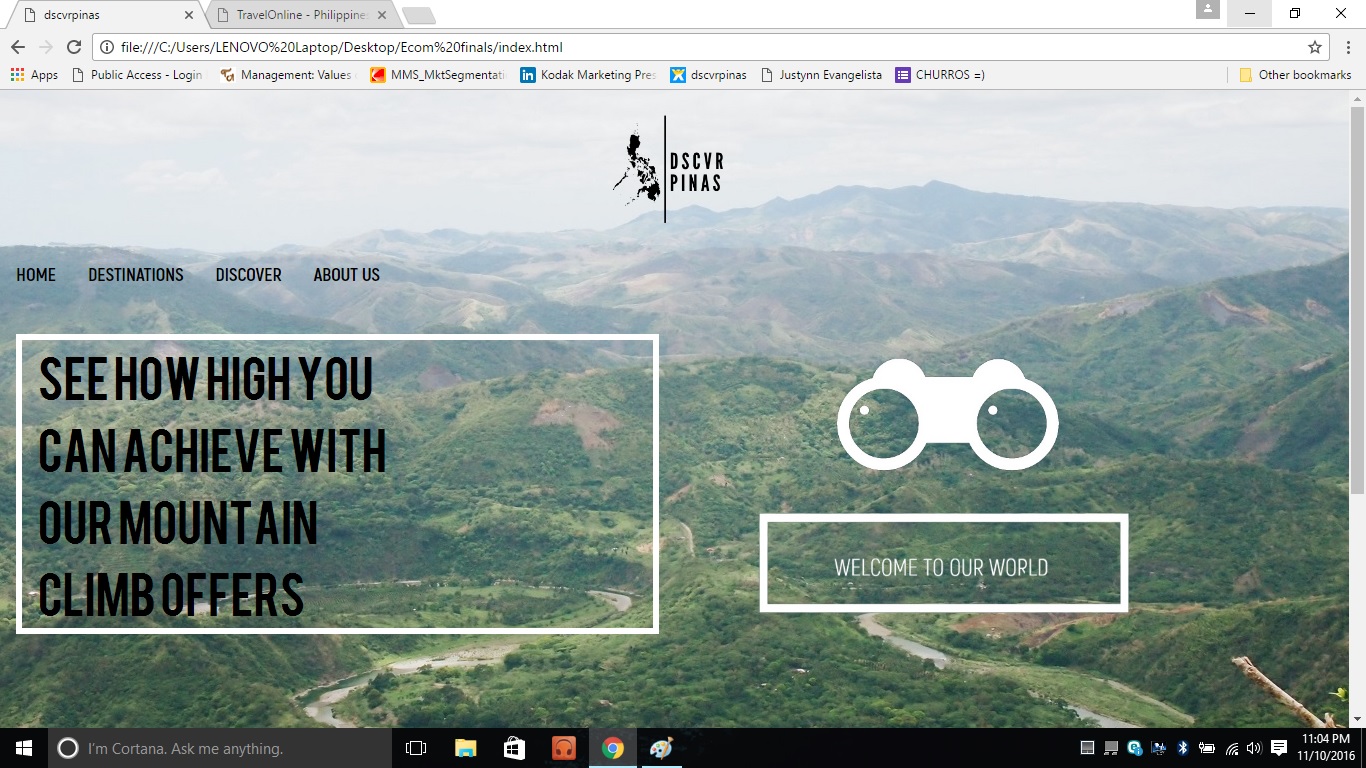 dscvrpinas
TravelOnline - Philippines
file:///C:/Users/LENOVO%20Laptop/Desktop/Ecom%20finals/index.html
Apps
Public Access - Login
Management: Values
MMS_MktSegmentati
Kodak Marketing Pres
dscvrpinas
Justynn Evangelista
CHURROS =)
Other bookmarks
DSCVR
PINAS
HOME
DESTINATIONS
DISCOVER
ABOUT US
SEE HOW HIGH YOU
CAN ACHIEVE WITH
OUR MOUNTAIN
CLIMB OFFERS
WELCOME TO OUR WORLD
I'm Cortana. Ask me anything.
11:04 PM
11/10/2016